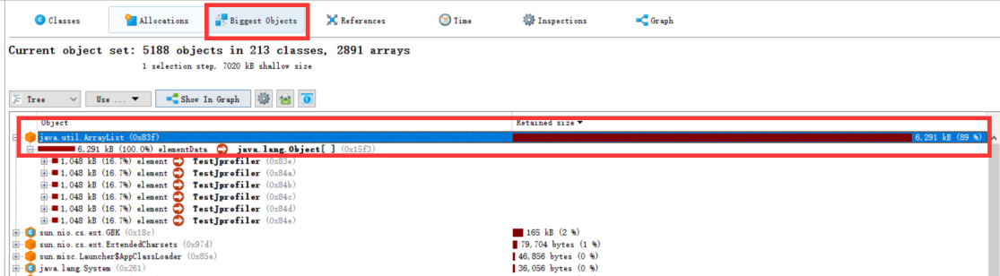 Classes Allocations Biggest Objects References Time Inspections Graph
Current object set: 5188 objects in 213 classes, 2891 arrays
1 selection step, 7020 kB shallow size
Tree Use ... Show In Graph
Object Retained size
java.util.ArrayList (0x83f) 6,291 kB (89 %)
6,291 kB (100.0%) elementData java.lang.Object[ ] (0x15f3)
1,048 kB (16.7%) element TestJprofiler (0x83e)
1,048 kB (16.7%) element TestJprofiler (0x84a)
1,048 kB (16.7%) element TestJprofiler (0x84b)
1,048 kB (16.7%) element TestJprofiler (0x84c)
1,048 kB (16.7%) element TestJprofiler (0x84d)
1,048 kB (16.7%) element TestJprofiler (0x84e)
sun.nio.cs.ext.GBK (0x18c) 165 kB (2 %)
sun.nio.cs.ext.ExtendedCharsets (0x97d) 79,704 bytes (1 %)
sun.misc.Launcher$AppClassLoader (0x85e) 46,856 bytes (0 %)
java.lang.System (0x261) 36,056 bytes (0 %)